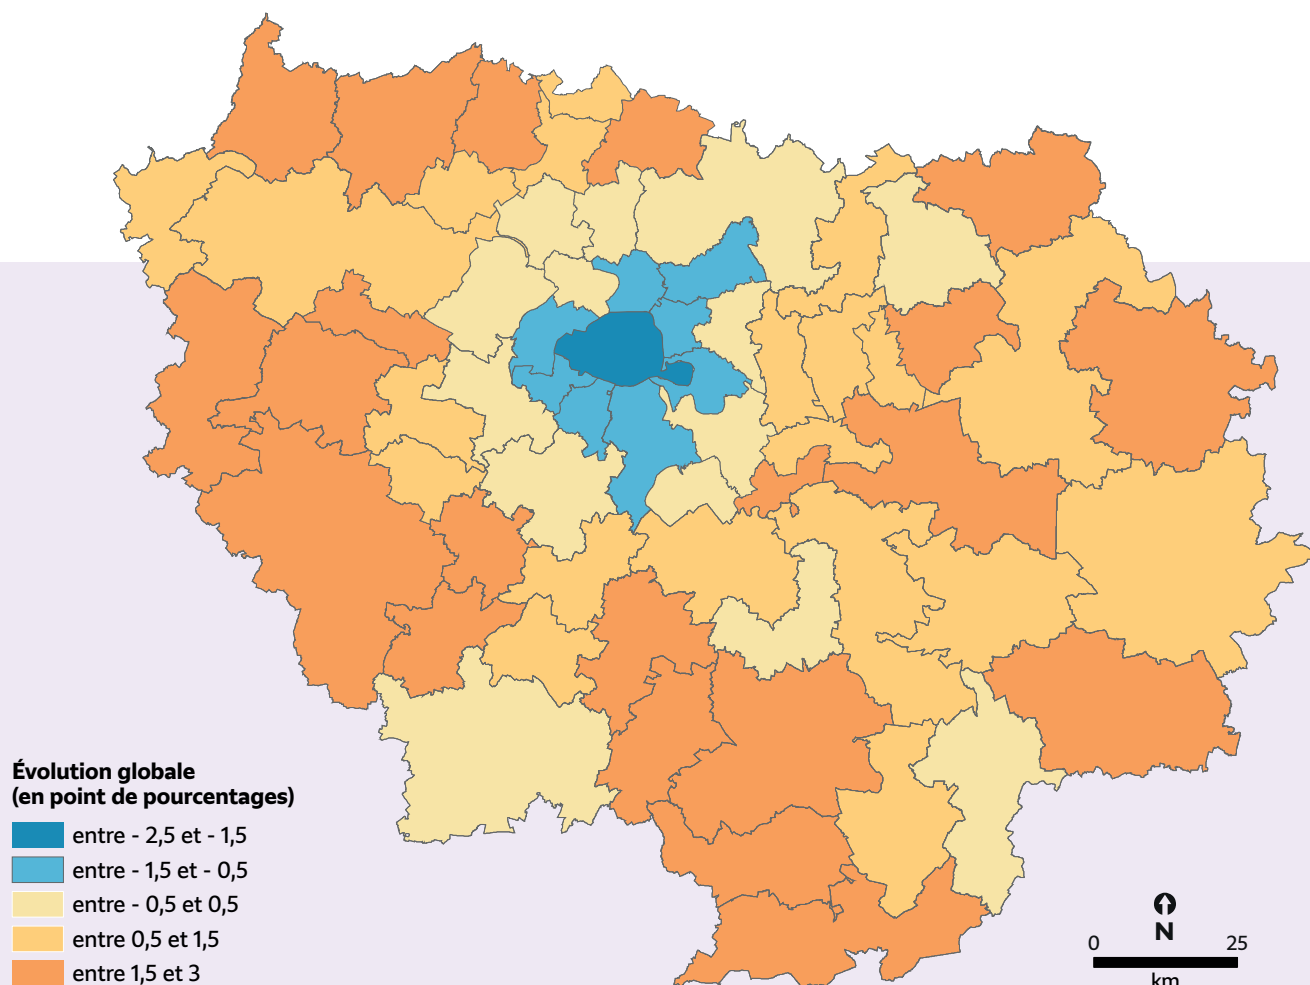 Évolution globale
(en point de pourcentages)
entre - 2,5 et - 1,5
entre - 1,5 et - 0,5
entre - 0,5 et 0,5
entre 0,5 et 1,5
entre 1,5 et 3
N
0 25
km